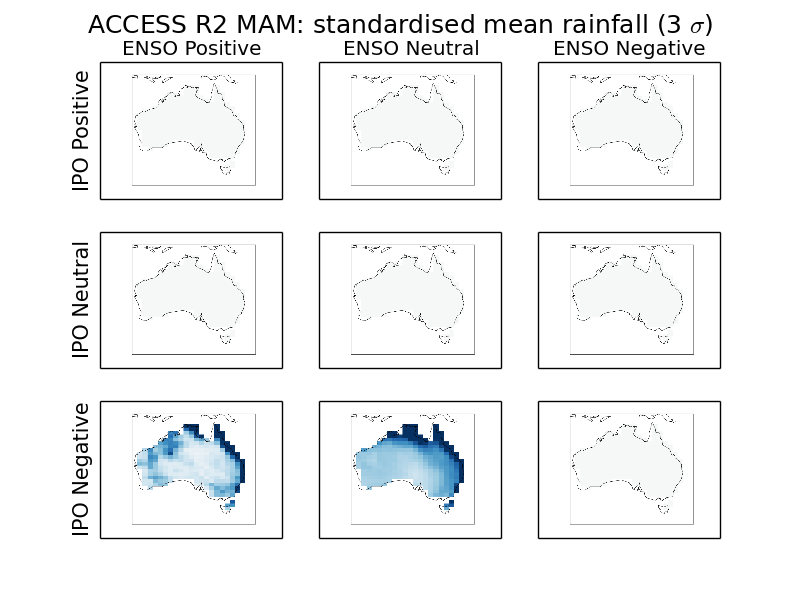 ACCESS R2 MAM: standardised mean rainfall (3 σ)
ENSO Positive ENSO Neutral ENSO Negative
IPO Positive
IPO Neutral
IPO Negative